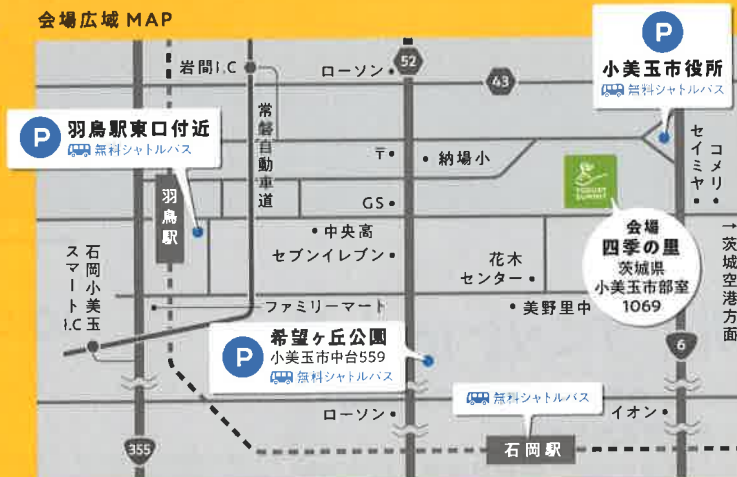 会場広域 MAP
岩間I.C
ローソン
52
43
P
小美玉市役所
無料シャトルバス
P
羽鳥駅東口付近
無料シャトルバス
常磐自動車道
〒
納場小
セイミヤ
コメリ
YOGURT
SUMMIT
羽鳥駅
GS
中央高
セブンイレブン
花木
センター
会場
四季の里
茨城県
小美玉市部室
1069
→茨城空港方面
石岡小美玉
スマートI.C
ファミリーマート
美野里中
6
P
希望ヶ丘公園
小美玉市中台559
無料シャトルバス
無料シャトルバス
ローソン
イオン
355
石岡駅